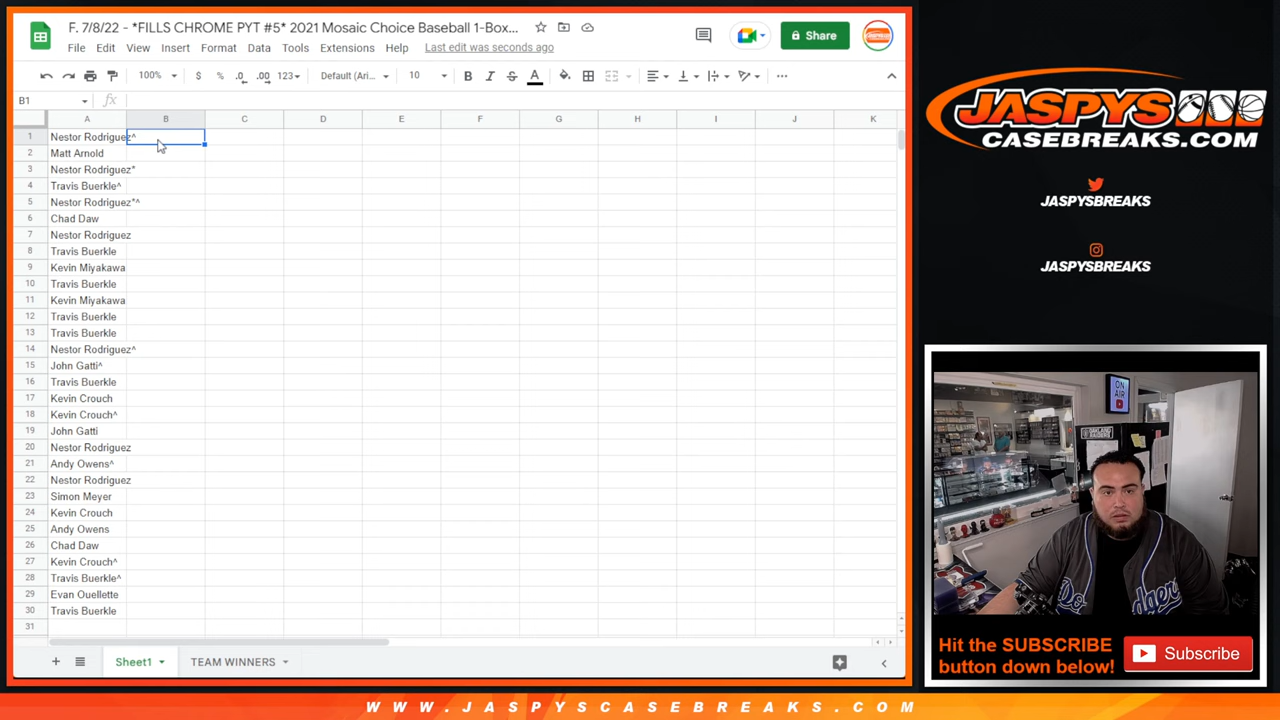 F. 7/8/22 - *FILLS CHROME PYT #5* 2021 Mosaic Choice Baseball 1-Box...
File Edit View Insert Format Data Tools Extensions Help Last edit was seconds ago
Share
100% $ % .0 .00 123 Default (Ari... 10 B I S A
B1 fx
A B C D E F G H I J K
1 Nestor Rodriguez^
2 Matt Arnold
3 Nestor Rodriguez*
4 Travis Buerkle^
5 Nestor Rodriguez*^
6 Chad Daw
7 Nestor Rodriguez
8 Travis Buerkle
9 Kevin Miyakawa
10 Travis Buerkle
11 Kevin Miyakawa
12 Travis Buerkle
13 Travis Buerkle
14 Nestor Rodriguez^
15 John Gatti^
16 Travis Buerkle
17 Kevin Crouch
18 Kevin Crouch^
19 John Gatti
20 Nestor Rodriguez
21 Andy Owens^
22 Nestor Rodriguez
23 Simon Meyer
24 Kevin Crouch
25 Andy Owens
26 Chad Daw
27 Kevin Crouch^
28 Travis Buerkle^
29 Evan Ouellette
30 Travis Buerkle
31
Sheet1 TEAM WINNERS
JASPYS
CASEBREAKS.COM
JASPYSBREAKS
JASPYSBREAKS
ON
AIR
OAKLAND
RAIDERS
Dodgers
Hit the SUBSCRIBE
button down below!
Subscribe
WWW.JASPYSCASEBREAKS.COM